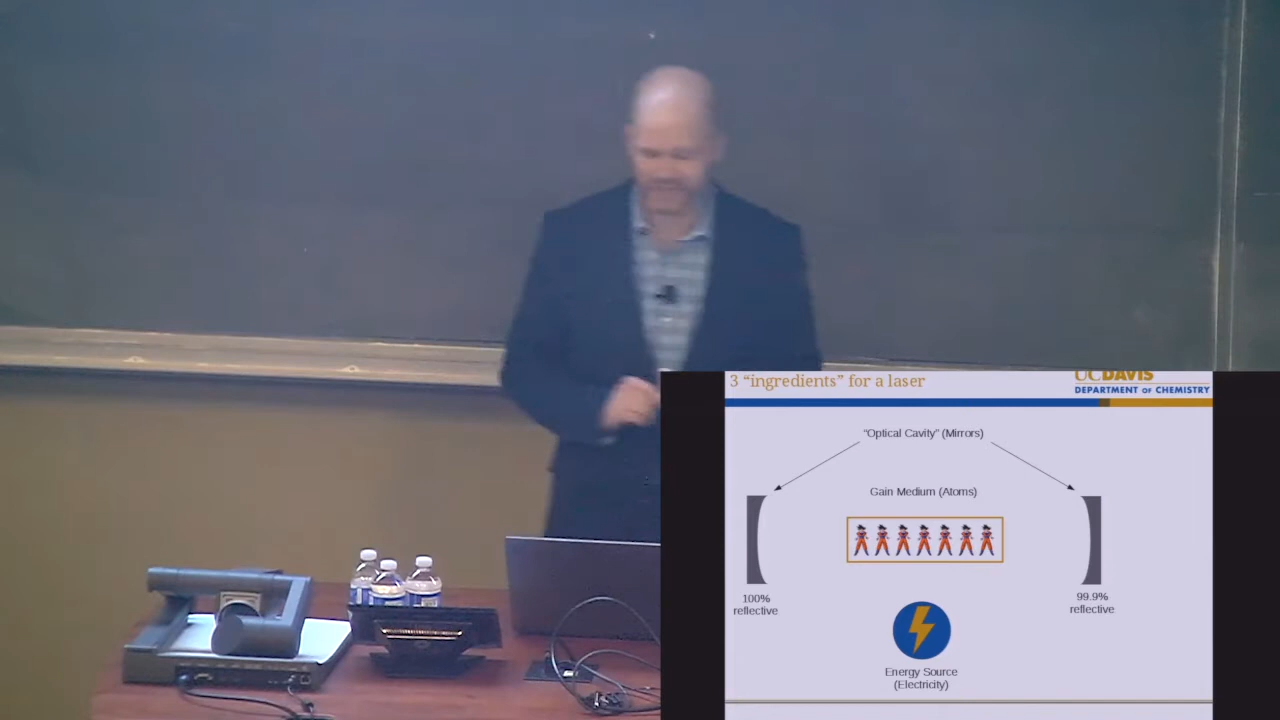 3 “ingredients” for a laser
UCDAVIS
DEPARTMENT OF CHEMISTRY
“Optical Cavity” (Mirrors)
Gain Medium (Atoms)
100%
reflective
99.9%
reflective
Energy Source
(Electricity)